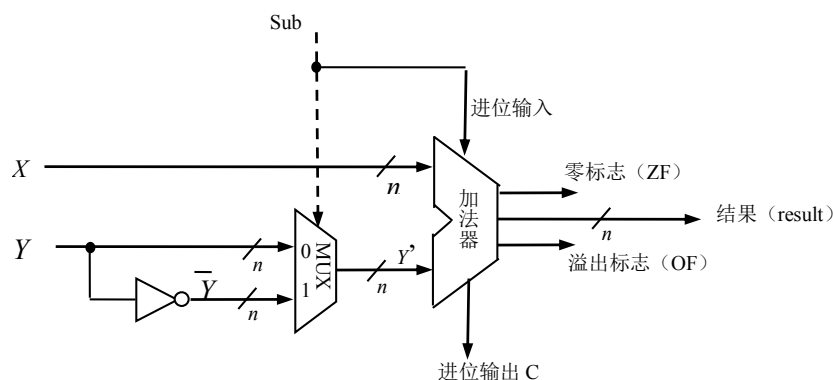 Sub
进位输入
X
n
零标志（ZF）
加法器
结果（result）
n
Y
n
0
MUX
Y’
n
溢出标志（OF）
Y̅
n
1
进位输出 C